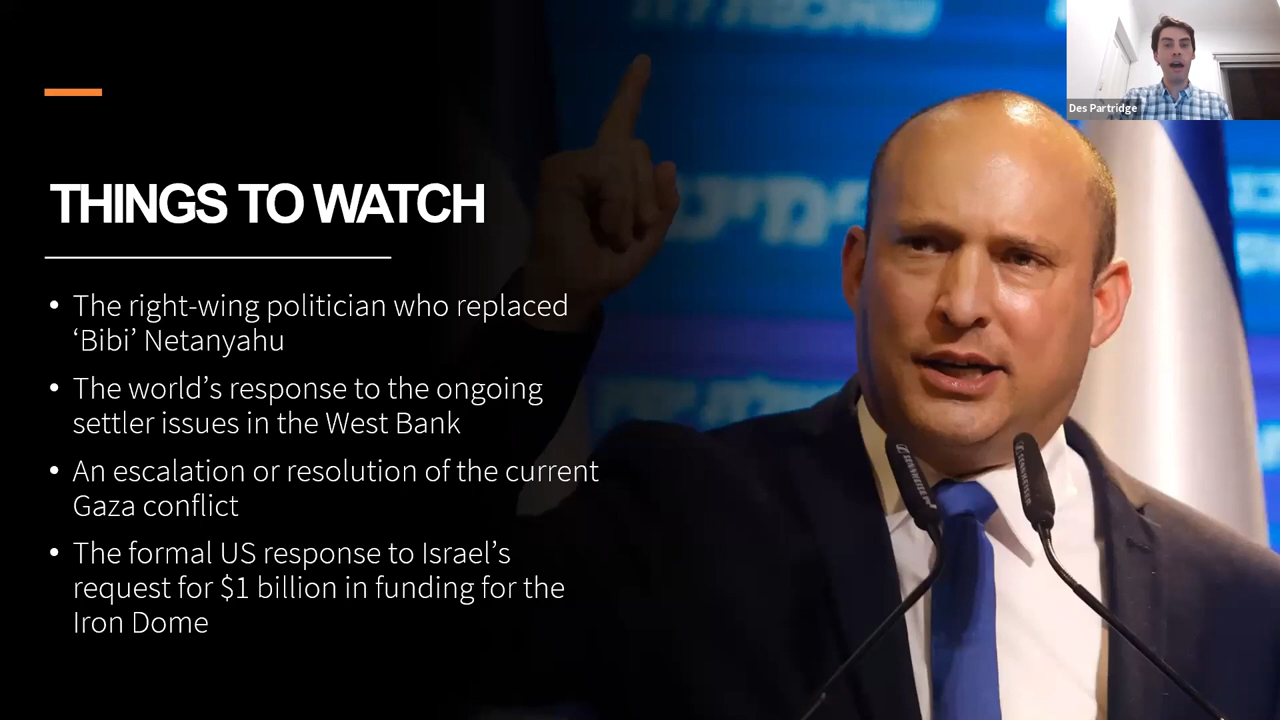 THINGS TO WATCH
• The right-wing politician who replaced
‘Bibi’ Netanyahu
• The world’s response to the ongoing
settler issues in the West Bank
• An escalation or resolution of the current
Gaza conflict
• The formal US response to Israel’s
request for $1 billion in funding for the
Iron Dome
Des Partridge
SENNHEISER
SENNHEISER